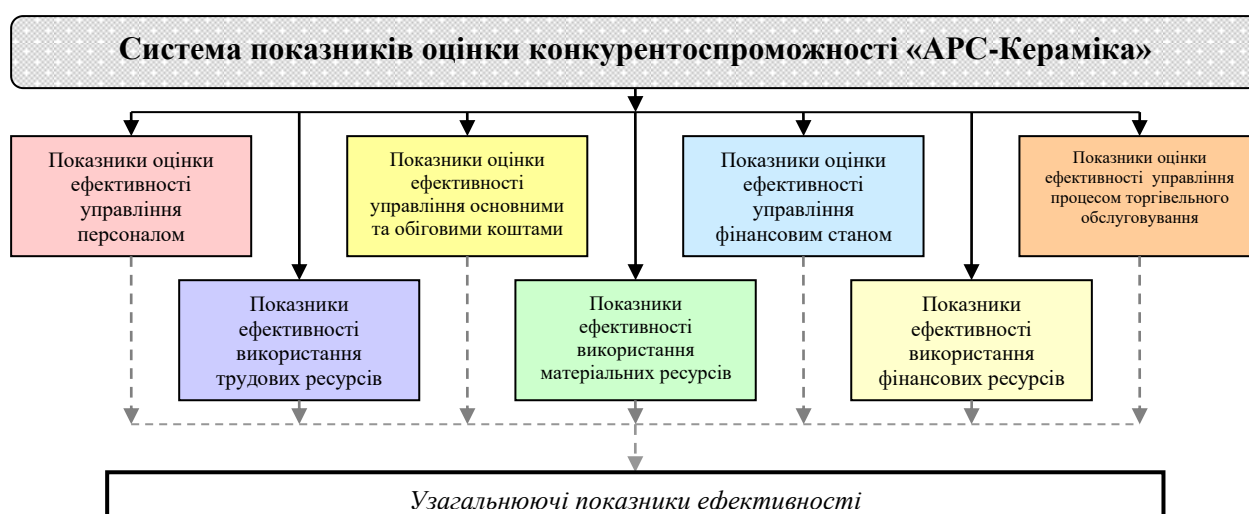 Система показників оцінки конкурентоспроможності «АРС-Кераміка»
Показники оцінки
ефективності
управління
персоналом
Показники оцінки
ефективності
управління основними
та обіговими коштами
Показники оцінки
ефективності
управління
фінансовим станом
Показники оцінки
ефективності управління
процесом торгівельного
обслуговування
Показники
ефективності
використання
трудових ресурсів
Показники
ефективності
використання
матеріальних ресурсів
Показники
ефективності
використання
фінансових ресурсів
Узагальнюючі показники ефективності